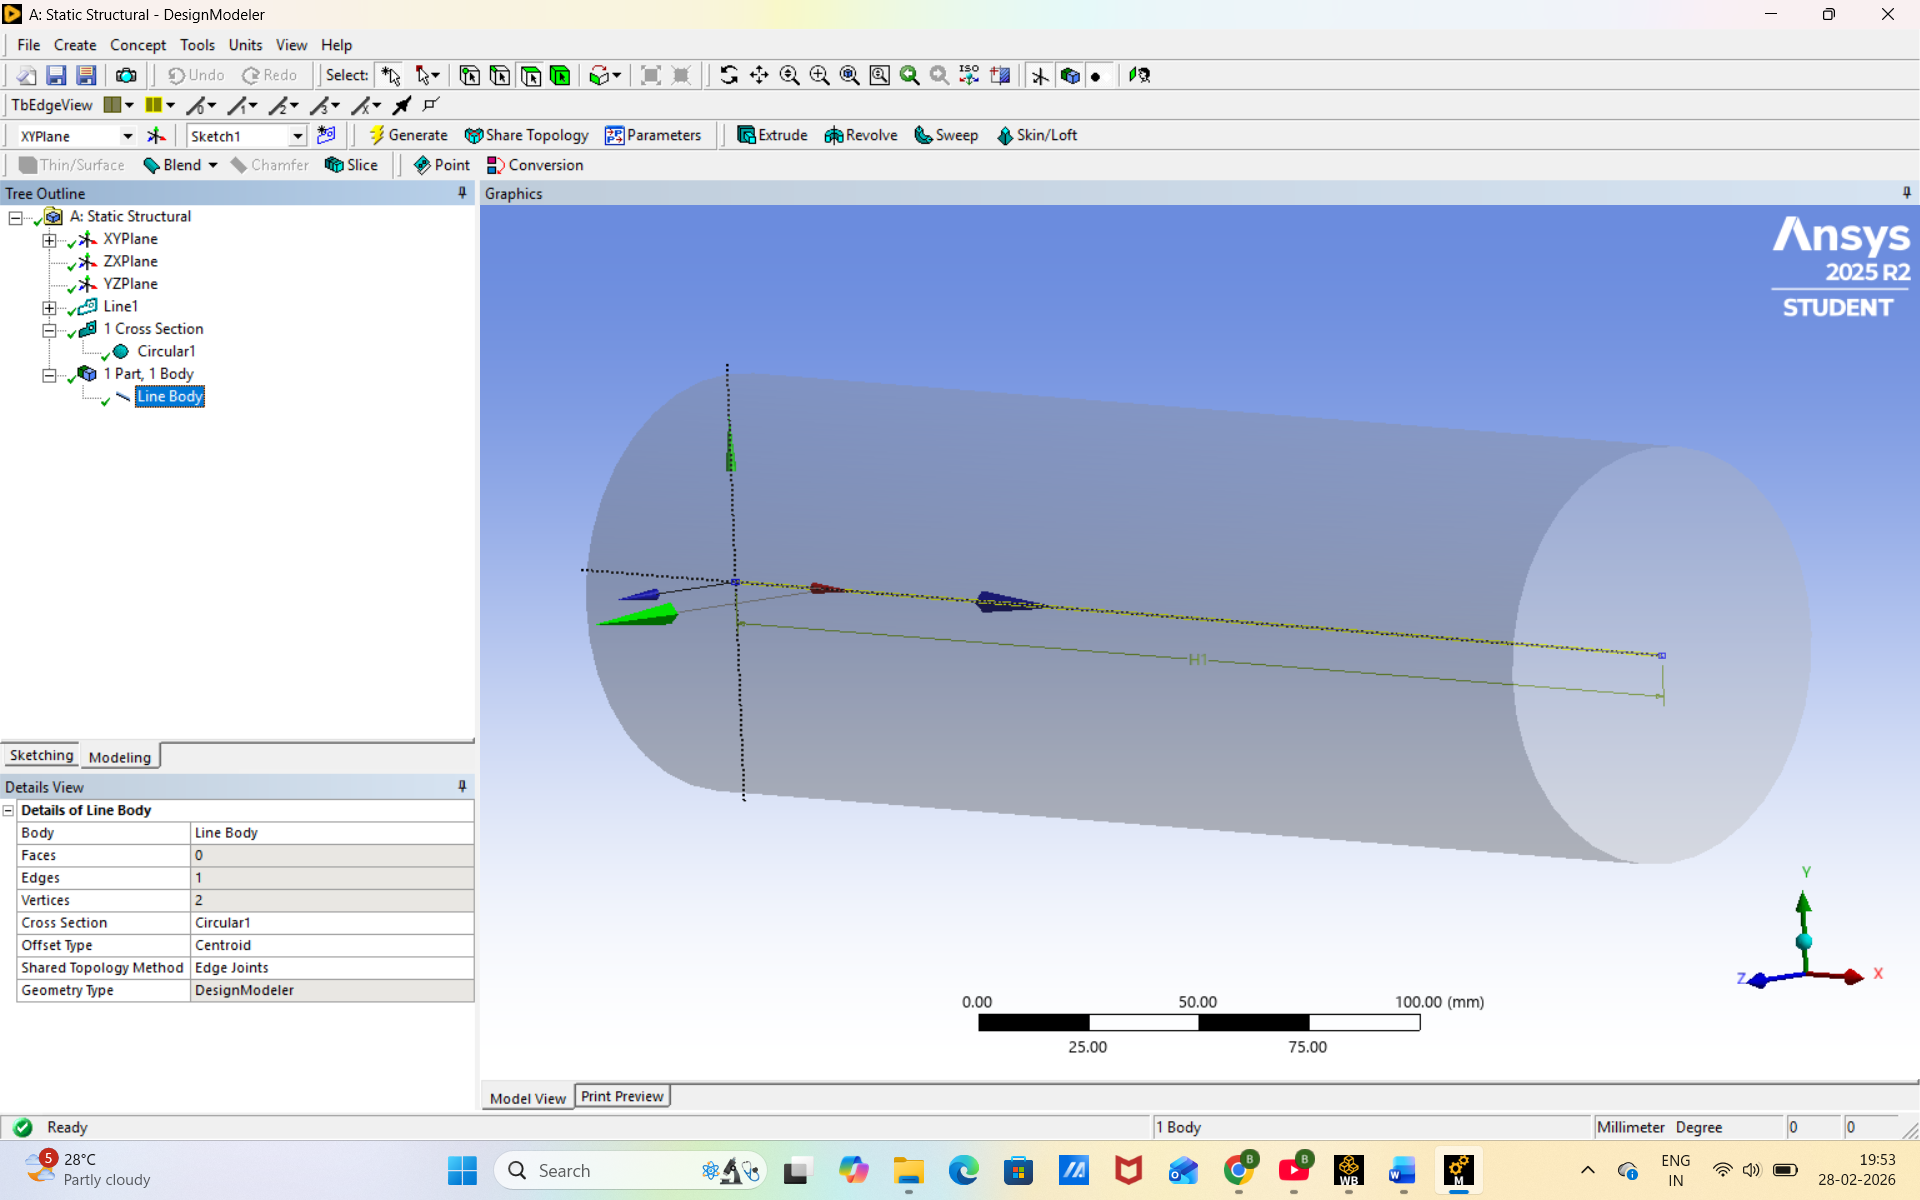 A: Static Structural - DesignModeler
File Create Concept Tools Units View Help
Undo Redo Select: ISO
TbEdgeView
XYPlane Sketch1 Generate Share Topology Parameters Extrude Revolve Sweep Skin/Loft
Thin/Surface Blend Chamfer Slice Point Conversion
Tree Outline
A: Static Structural
XYPlane
ZXPlane
YZPlane
Line1
1 Cross Section
Circular1
1 Part, 1 Body
Line Body
Sketching Modeling
Details View
Details of Line Body
Body Line Body
Faces 0
Edges 1
Vertices 2
Cross Section Circular1
Offset Type Centroid
Shared Topology Method Edge Joints
Geometry Type DesignModeler
Graphics
Ansys
2025 R2
STUDENT
H1
Y
Z X
0.00 50.00 100.00 (mm)
25.00 75.00
Model View Print Preview
Ready 1 Body Millimeter Degree 0 0
5 28°C
Partly cloudy
Search
B B WB W M
ENG
IN
19:53
28-02-2026